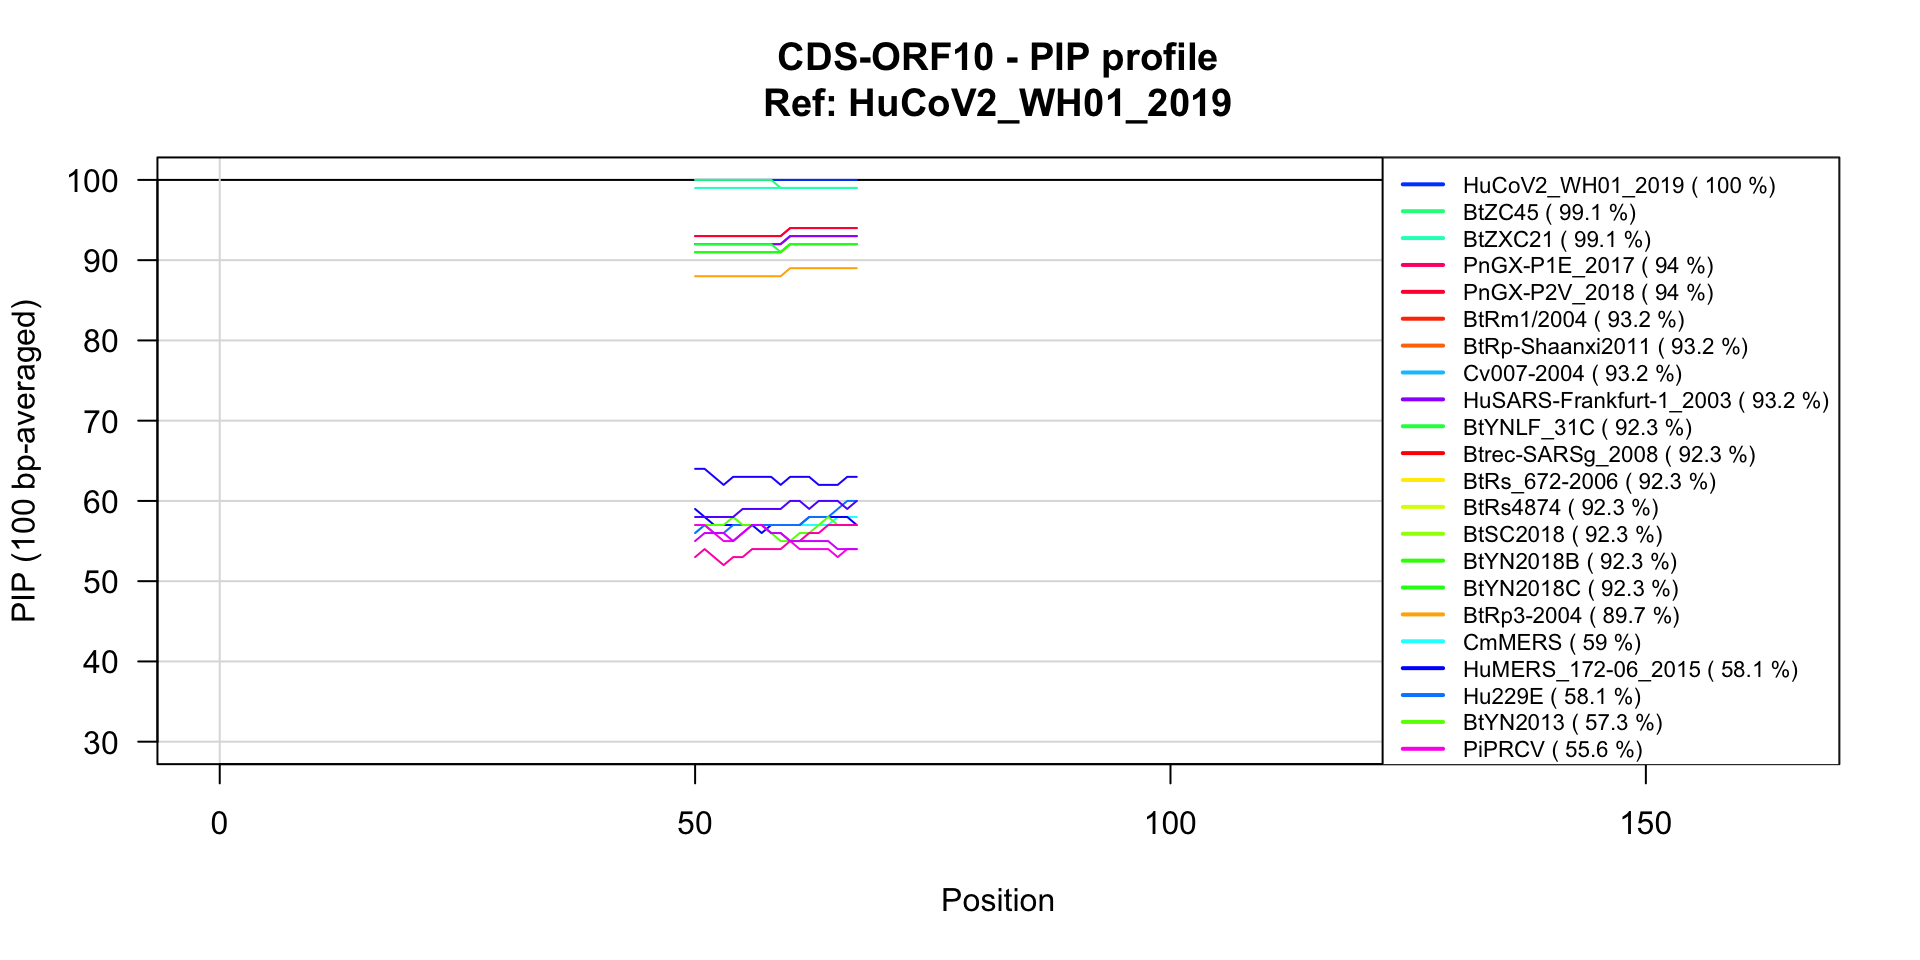 CDS-ORF10 - PIP profile
Ref: HuCoV2_WH01_2019
PIP (100 bp-averaged)
100
90
80
70
60
50
40
30
0
50
100
150
Position
HuCoV2_WH01_2019 ( 100 %)
BtZC45 ( 99.1 %)
BtZXC21 ( 99.1 %)
PnGX-P1E_2017 ( 94 %)
PnGX-P2V_2018 ( 94 %)
BtRm1/2004 ( 93.2 %)
BtRp-Shaanxi2011 ( 93.2 %)
Cv007-2004 ( 93.2 %)
HuSARS-Frankfurt-1_2003 ( 93.2 %)
BtYNLF_31C ( 92.3 %)
Btrec-SARSg_2008 ( 92.3 %)
BtRs_672-2006 ( 92.3 %)
BtRs4874 ( 92.3 %)
BtSC2018 ( 92.3 %)
BtYN2018B ( 92.3 %)
BtYN2018C ( 92.3 %)
BtRp3-2004 ( 89.7 %)
CmMERS ( 59 %)
HuMERS_172-06_2015 ( 58.1 %)
Hu229E ( 58.1 %)
BtYN2013 ( 57.3 %)
PiPRCV ( 55.6 %)